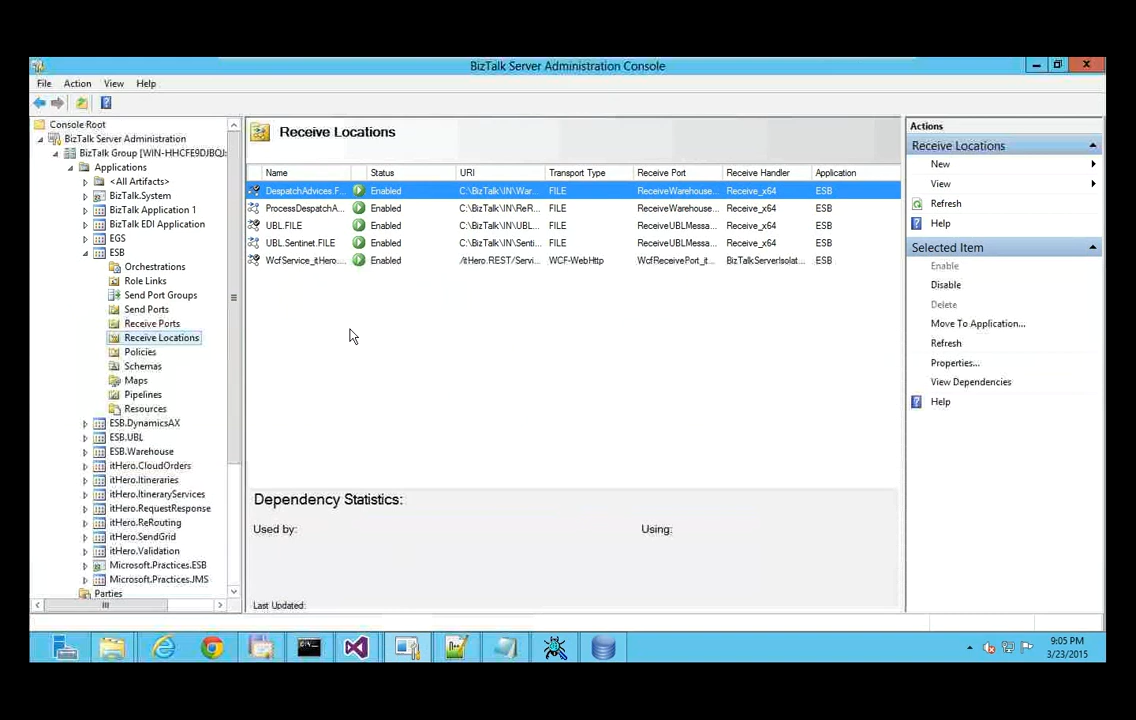 BizTalk Server Administration Console
File Action View Help
Console Root
BizTalk Server Administration
BizTalk Group [WIN-HHCFE9DJBQJ:
Applications
<All Artifacts>
BizTalk.System
BizTalk Application 1
BizTalk EDI Application
EGS
ESB
Orchestrations
Role Links
Send Port Groups
Send Ports
Receive Ports
Receive Locations
Policies
Schemas
Maps
Pipelines
Resources
ESB.DynamicsAX
ESB.UBL
ESB.Warehouse
itHero.CloudOrders
itHero.Itineraries
itHero.ItineraryServices
itHero.RequestResponse
itHero.ReRouting
itHero.SendGrid
itHero.Validation
Microsoft.Practices.ESB
Microsoft.Practices.JMS
Parties
Receive Locations
Name Status URI Transport Type Receive Port Receive Handler Application
DespatchAdvices.F... Enabled C:\BizTalk\IN\War... FILE ReceiveWarehouse... Receive_x64 ESB
ProcessDespatchA... Enabled C:\BizTalk\IN\ReR... FILE ReceiveWarehouse... Receive_x64 ESB
UBL.FILE Enabled C:\BizTalk\IN\UBL... FILE ReceiveUBLMessa... Receive_x64 ESB
UBL.Sentinet.FILE Enabled C:\BizTalk\IN\Senti... FILE ReceiveUBLMessa... Receive_x64 ESB
WcfService_itHero.... Enabled /itHero.REST/Servi... WCF-WebHttp WcfReceivePort_it... BizTalkServerIsolat... ESB
Dependency Statistics:
Used by: Using:
Last Updated:
Actions
Receive Locations
New
View
Refresh
Help
Selected Item
Enable
Disable
Delete
Move To Application...
Refresh
Properties...
View Dependencies
Help
9:05 PM
3/23/2015